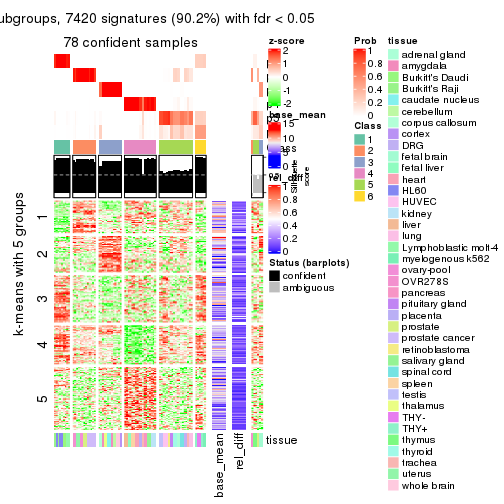 ubgroups, 7420 signatures (90.2%) with fdr < 0.05
78 confident samples
k-means with 5 groups
1
2
3
4
5
z-score
2
1
0
-1
-2
base_mean
15
10
5
0
rel_diff
1
0.8
0.6
0.4
0.2
0
Silhouette
score
Status (barplots)
confident
ambiguous
Prob
1
0.8
0.6
0.4
0.2
0
Class
1
2
3
4
5
6
tissue
adrenal gland
amygdala
Burkitt's Daudi
Burkitt's Raji
caudate nucleus
cerebellum
corpus callosum
cortex
DRG
fetal brain
fetal liver
heart
HL60
HUVEC
kidney
liver
lung
Lymphoblastic molt-4
myelogenous k562
ovary-pool
OVR278S
pancreas
pituitary gland
placenta
prostate
prostate cancer
retinoblastoma
salivary gland
spinal cord
spleen
testis
thalamus
THY-
THY+
thymus
thyroid
trachea
uterus
whole brain
tissue
base_mean
rel_diff